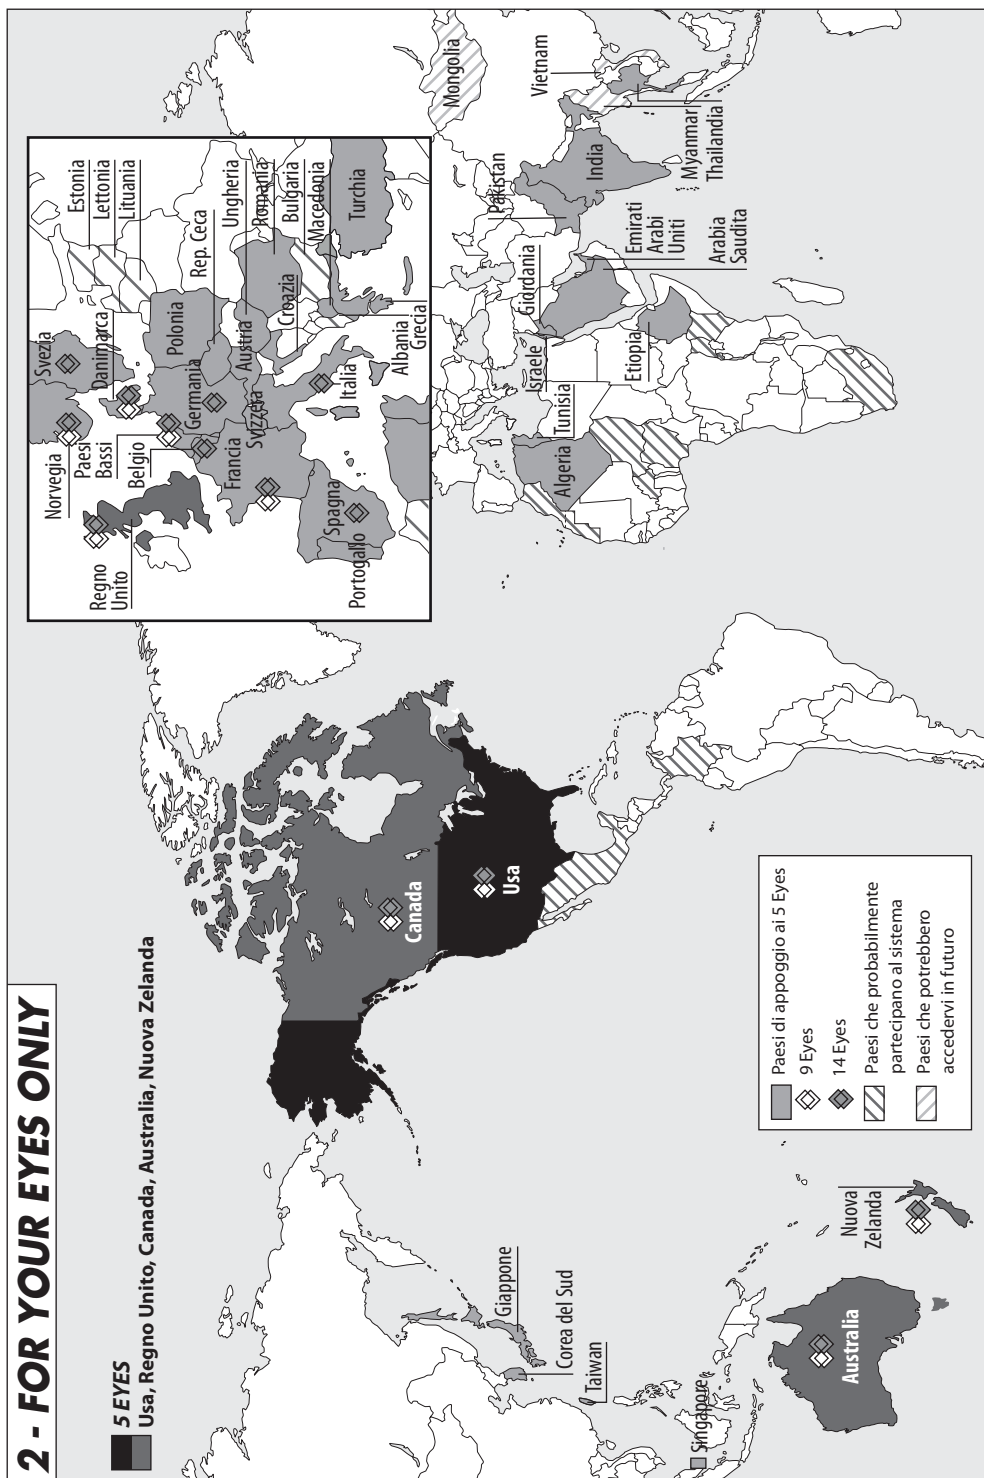 2 - FOR YOUR EYES ONLY
5 EYES
Usa, Regno Unito, Canada, Australia, Nuova Zelanda
Norvegia
Svezia
Danimarca
Estonia
Lettonia
Lituania
Regno
Unito
Paesi
Bassi
Belgio
Polonia
Rep. Ceca
Germania
Francia
Svizzera
Austria
Ungheria
Romania
Bulgaria
Macedonia
Croazia
Spagna
Portogallo
Italia
Albania
Grecia
Turchia
Mongolia
Vietnam
Pakistan
India
Myanmar
Thailandia
Giordania
Israele
Emirati
Arabi
Uniti
Arabia
Saudita
Tunisia
Algeria
Etiopia
Canada
Usa
Giappone
Corea del Sud
Taiwan
Singapore
Australia
Nuova
Zelanda
Paesi di appoggio ai 5 Eyes
9 Eyes
14 Eyes
Paesi che probabilmente
partecipano al sistema
Paesi che potrebbero
accedervi in futuro